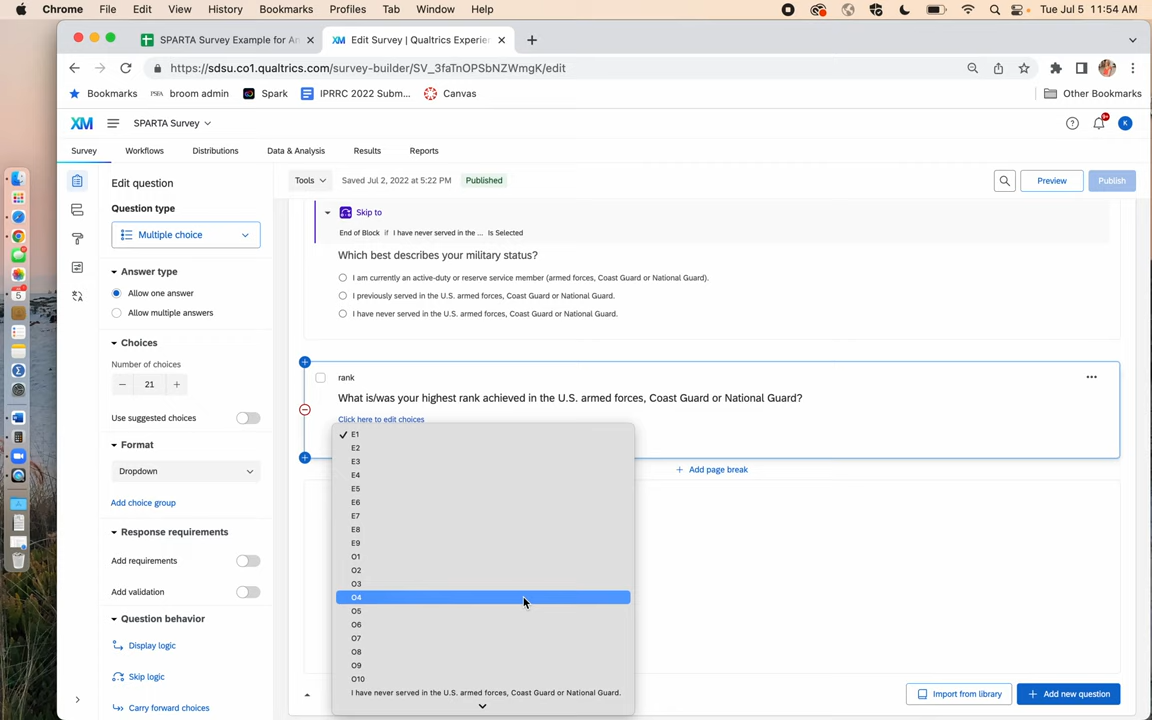 Chrome File Edit View History Bookmarks Profiles Tab Window Help Tue Jul 5 11:54 AM
SPARTA Survey Example for An
Edit Survey | Qualtrics Experien
https://sdsu.co1.qualtrics.com/survey-builder/SV_3faTnOPSbNZWmgK/edit
Bookmarks broom admin Spark IPRRC 2022 Subm... Canvas Other Bookmarks
XM SPARTA Survey K
Survey Workflows Distributions Data & Analysis Results Reports
Edit question
Tools Saved Jul 2, 2022 at 5:22 PM Published Preview Publish
Question type
Multiple choice
Answer type
Allow one answer
Allow multiple answers
Choices
Number of choices
21
Use suggested choices
Format
Dropdown
Add choice group
Response requirements
Add requirements
Add validation
Question behavior
Display logic
Skip logic
Carry forward choices
Skip to
End of Block if I have never served in the ... Is Selected
Which best describes your military status?
I am currently an active-duty or reserve service member (armed forces, Coast Guard or National Guard).
I previously served in the U.S. armed forces, Coast Guard or National Guard.
I have never served in the U.S. armed forces, Coast Guard or National Guard.
rank
What is/was your highest rank achieved in the U.S. armed forces, Coast Guard or National Guard?
Click here to edit choices
E1
E2
E3
E4
E5
E6
E7
E8
E9
O1
O2
O3
O4
O5
O6
O7
O8
O9
O10
I have never served in the U.S. armed forces, Coast Guard or National Guard.
Add page break
Import from library
Add new question